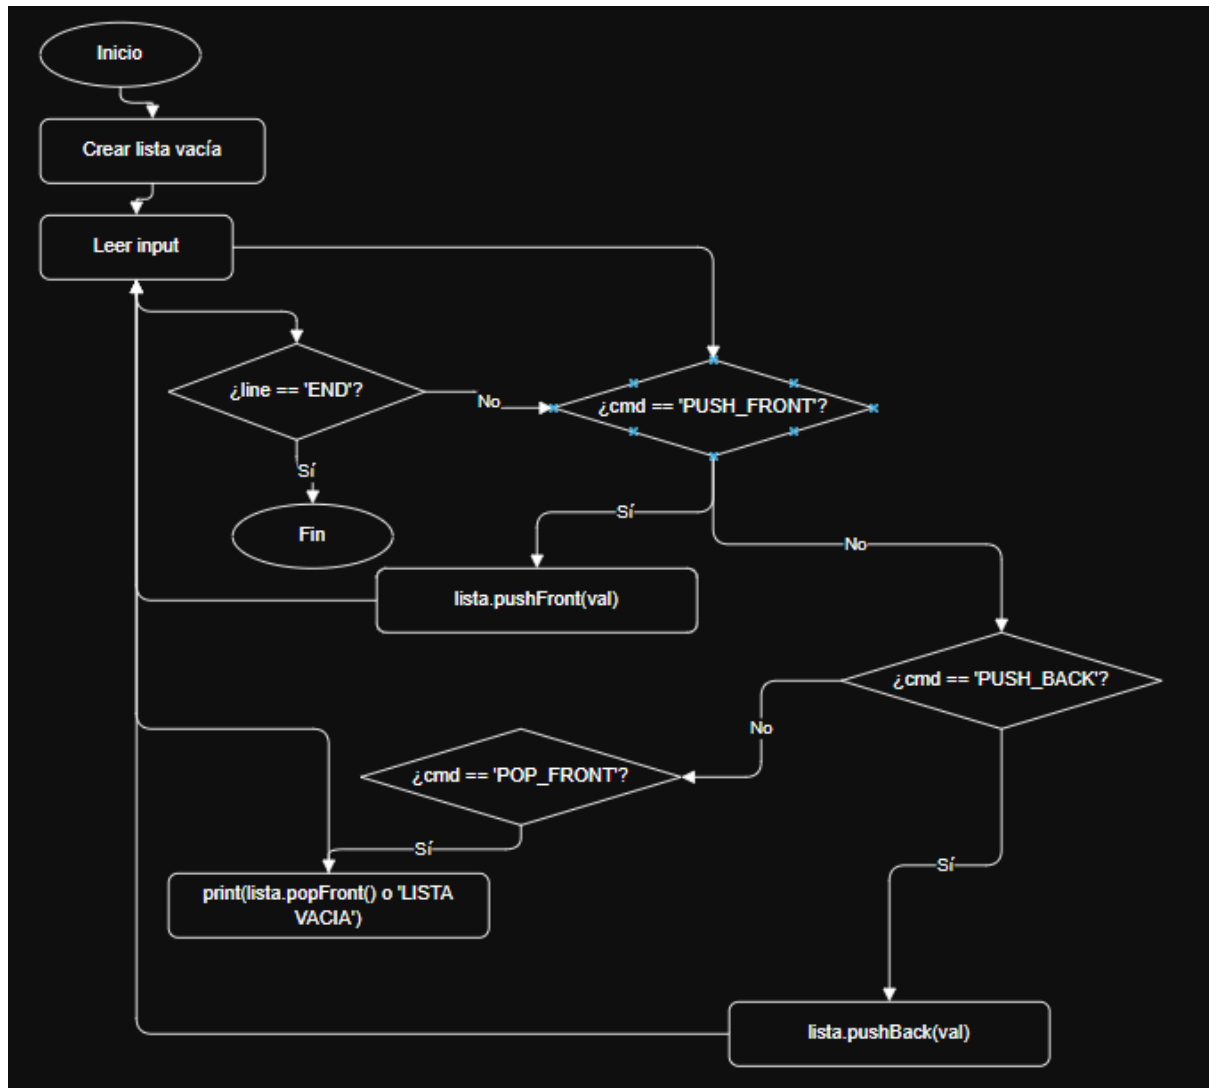 Inicio
Crear lista vacía
Leer input
¿line == 'END'?
No
¿cmd == 'PUSH_FRONT'?
Sí
Fin
Sí
No
lista.pushFront(val)
¿cmd == 'PUSH_BACK'?
No
¿cmd == 'POP_FRONT'?
Sí
Sí
print(lista.popFront() o 'LISTA
VACIA')
lista.pushBack(val)